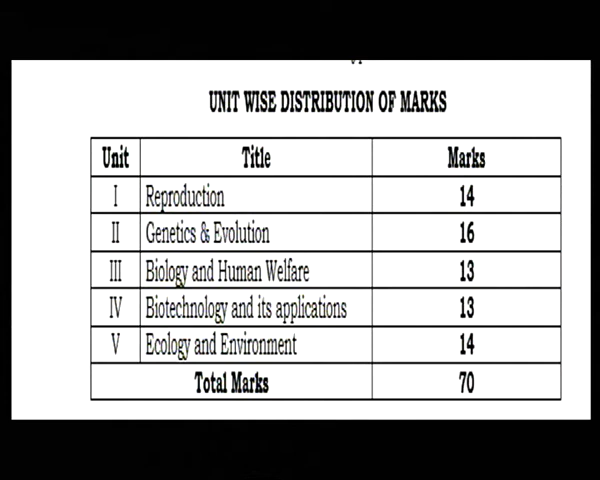 UNIT WISE DISTRIBUTION OF MARKS
Unit Title Marks
I Reproduction 14
II Genetics & Evolution 16
III Biology and Human Welfare 13
IV Biotechnology and its applications 13
V Ecology and Environment 14
Total Marks 70